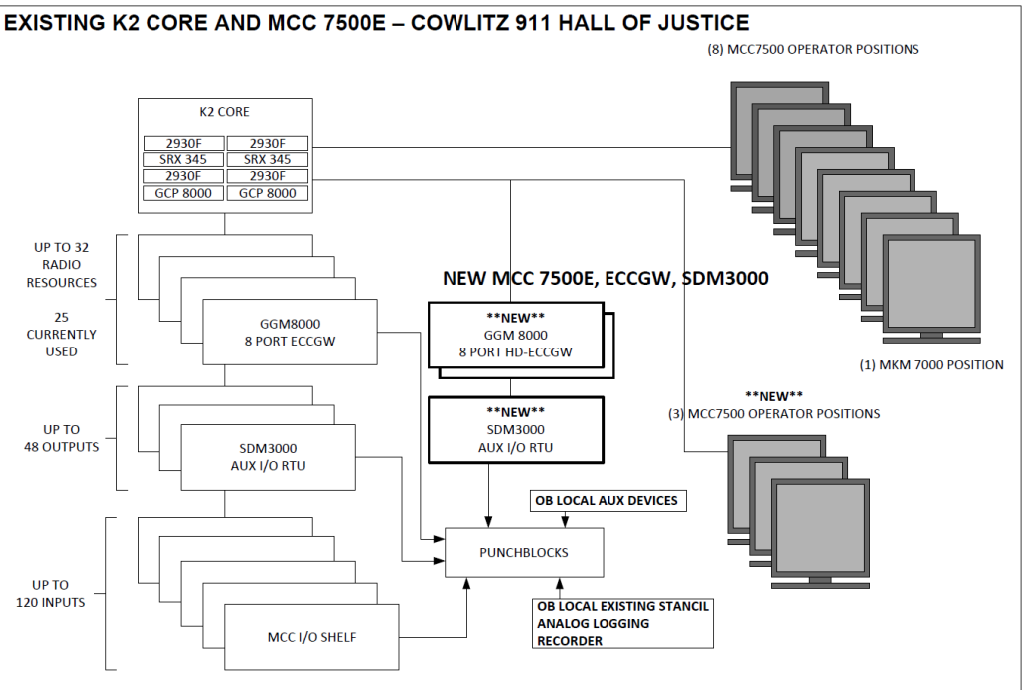 EXISTING K2 CORE AND MCC 7500E – COWLITZ 911 HALL OF JUSTICE
(8) MCC7500 OPERATOR POSITIONS
K2 CORE
2930F 2930F
SRX 345 SRX 345
2930F 2930F
GCP 8000 GCP 8000
UP TO 32
RADIO
RESOURCES
25
CURRENTLY
USED
GGM8000
8 PORT ECCGW
NEW MCC 7500E, ECCGW, SDM3000
**NEW**
GGM 8000
8 PORT HD-ECCGW
(1) MKM 7000 POSITION
**NEW**
(3) MCC7500 OPERATOR POSITIONS
UP TO
48 OUTPUTS
SDM3000
AUX I/O RTU
**NEW**
SDM3000
AUX I/O RTU
OB LOCAL AUX DEVICES
PUNCHBLOCKS
UP TO
120 INPUTS
MCC I/O SHELF
OB LOCAL EXISTING STANCIL
ANALOG LOGGING
RECORDER